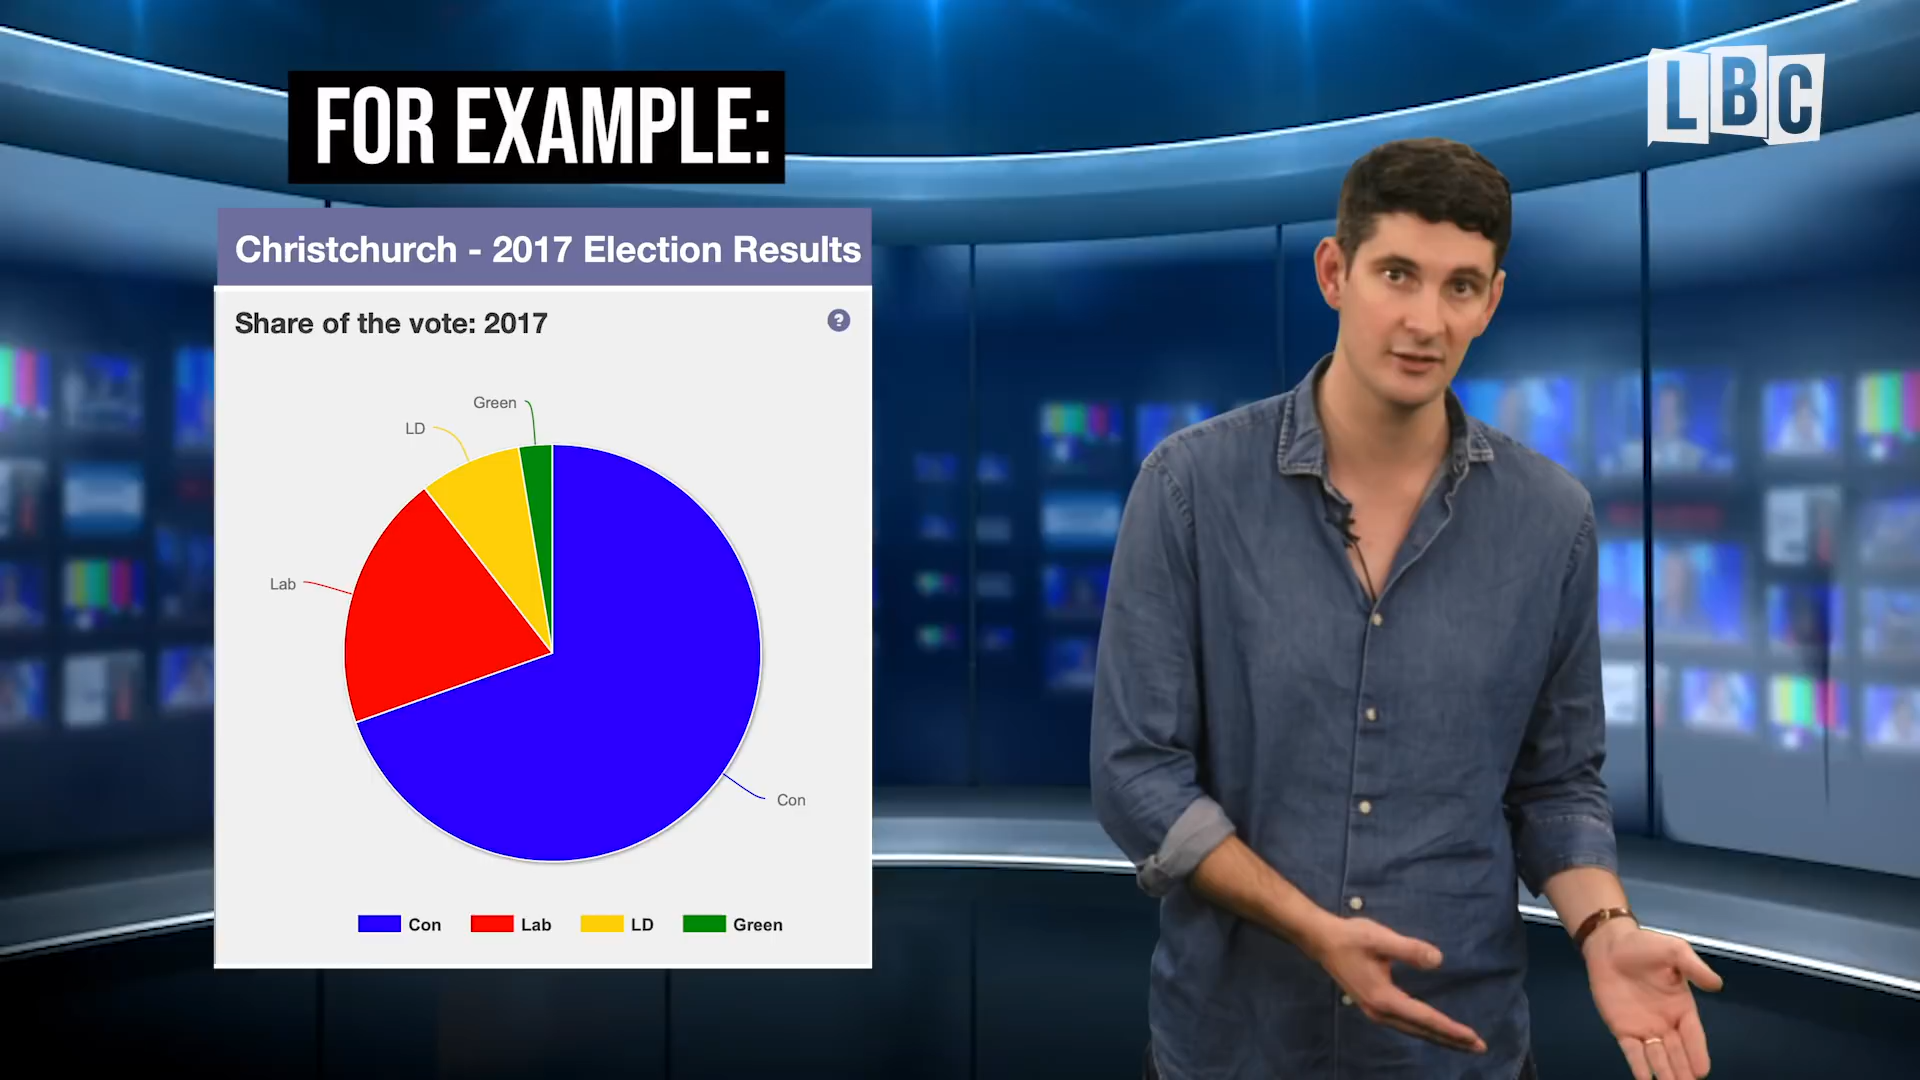 FOR EXAMPLE:
LBC
Christchurch - 2017 Election Results
Share of the vote: 2017
?
Green
LD
Lab
Con
Con Lab LD Green